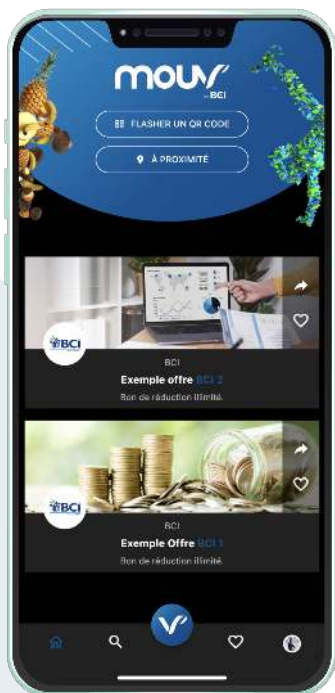 mouv
BY BCI
FLASHER UN QR CODE
À PROXIMITÉ
BCI
BCI
Exemple offre BCI 2
Bon de réduction illimité.
BCI
BCI
Exemple Offre BCI 1
Bon de réduction illimité.